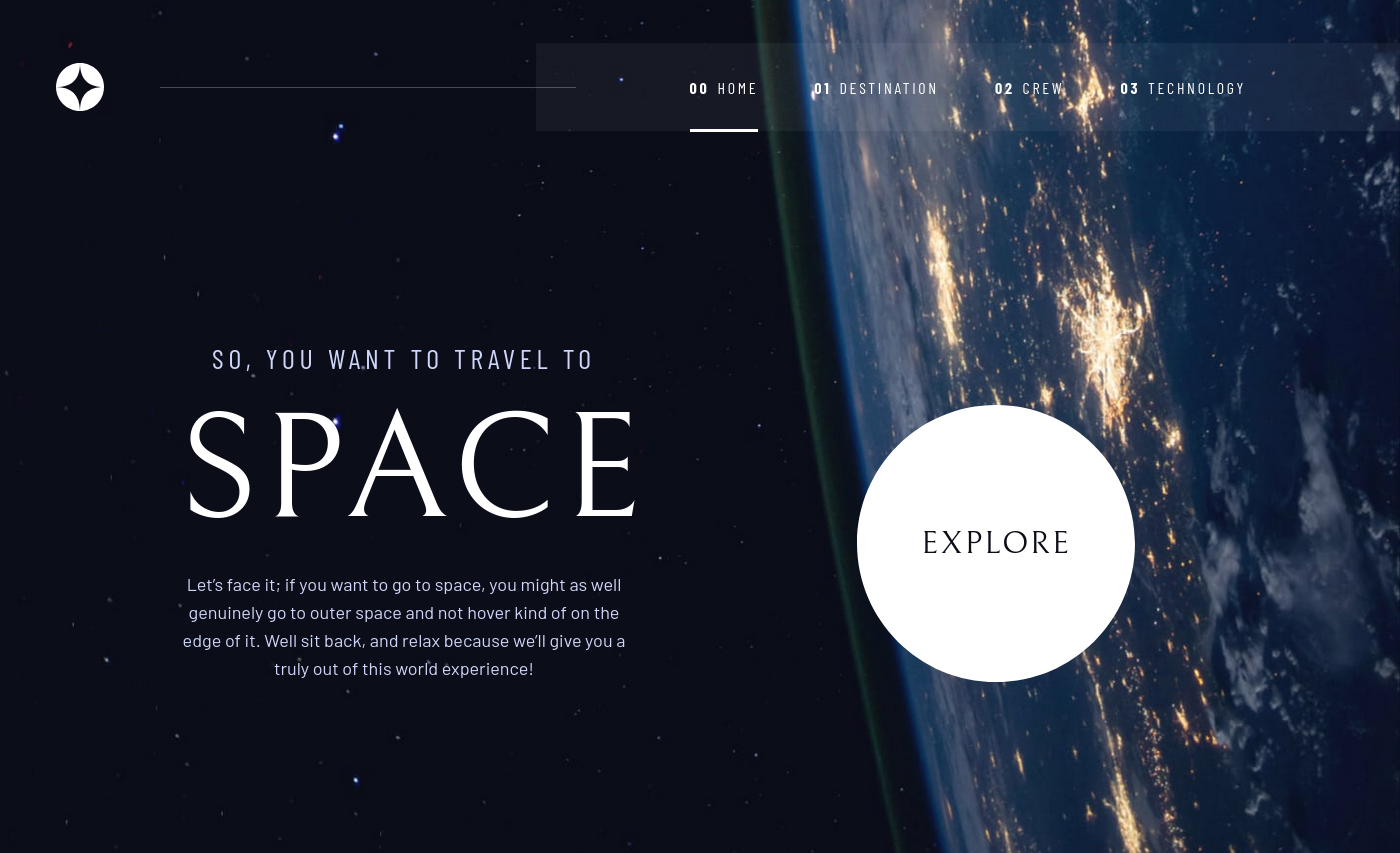 00 HOME 01 DESTINATION 02 CREW 03 TECHNOLOGY
SO, YOU WANT TO TRAVEL TO
SPACE
Let’s face it; if you want to go to space, you might as well
genuinely go to outer space and not hover kind of on the
edge of it. Well sit back, and relax because we’ll give you a
truly out of this world experience!
EXPLORE